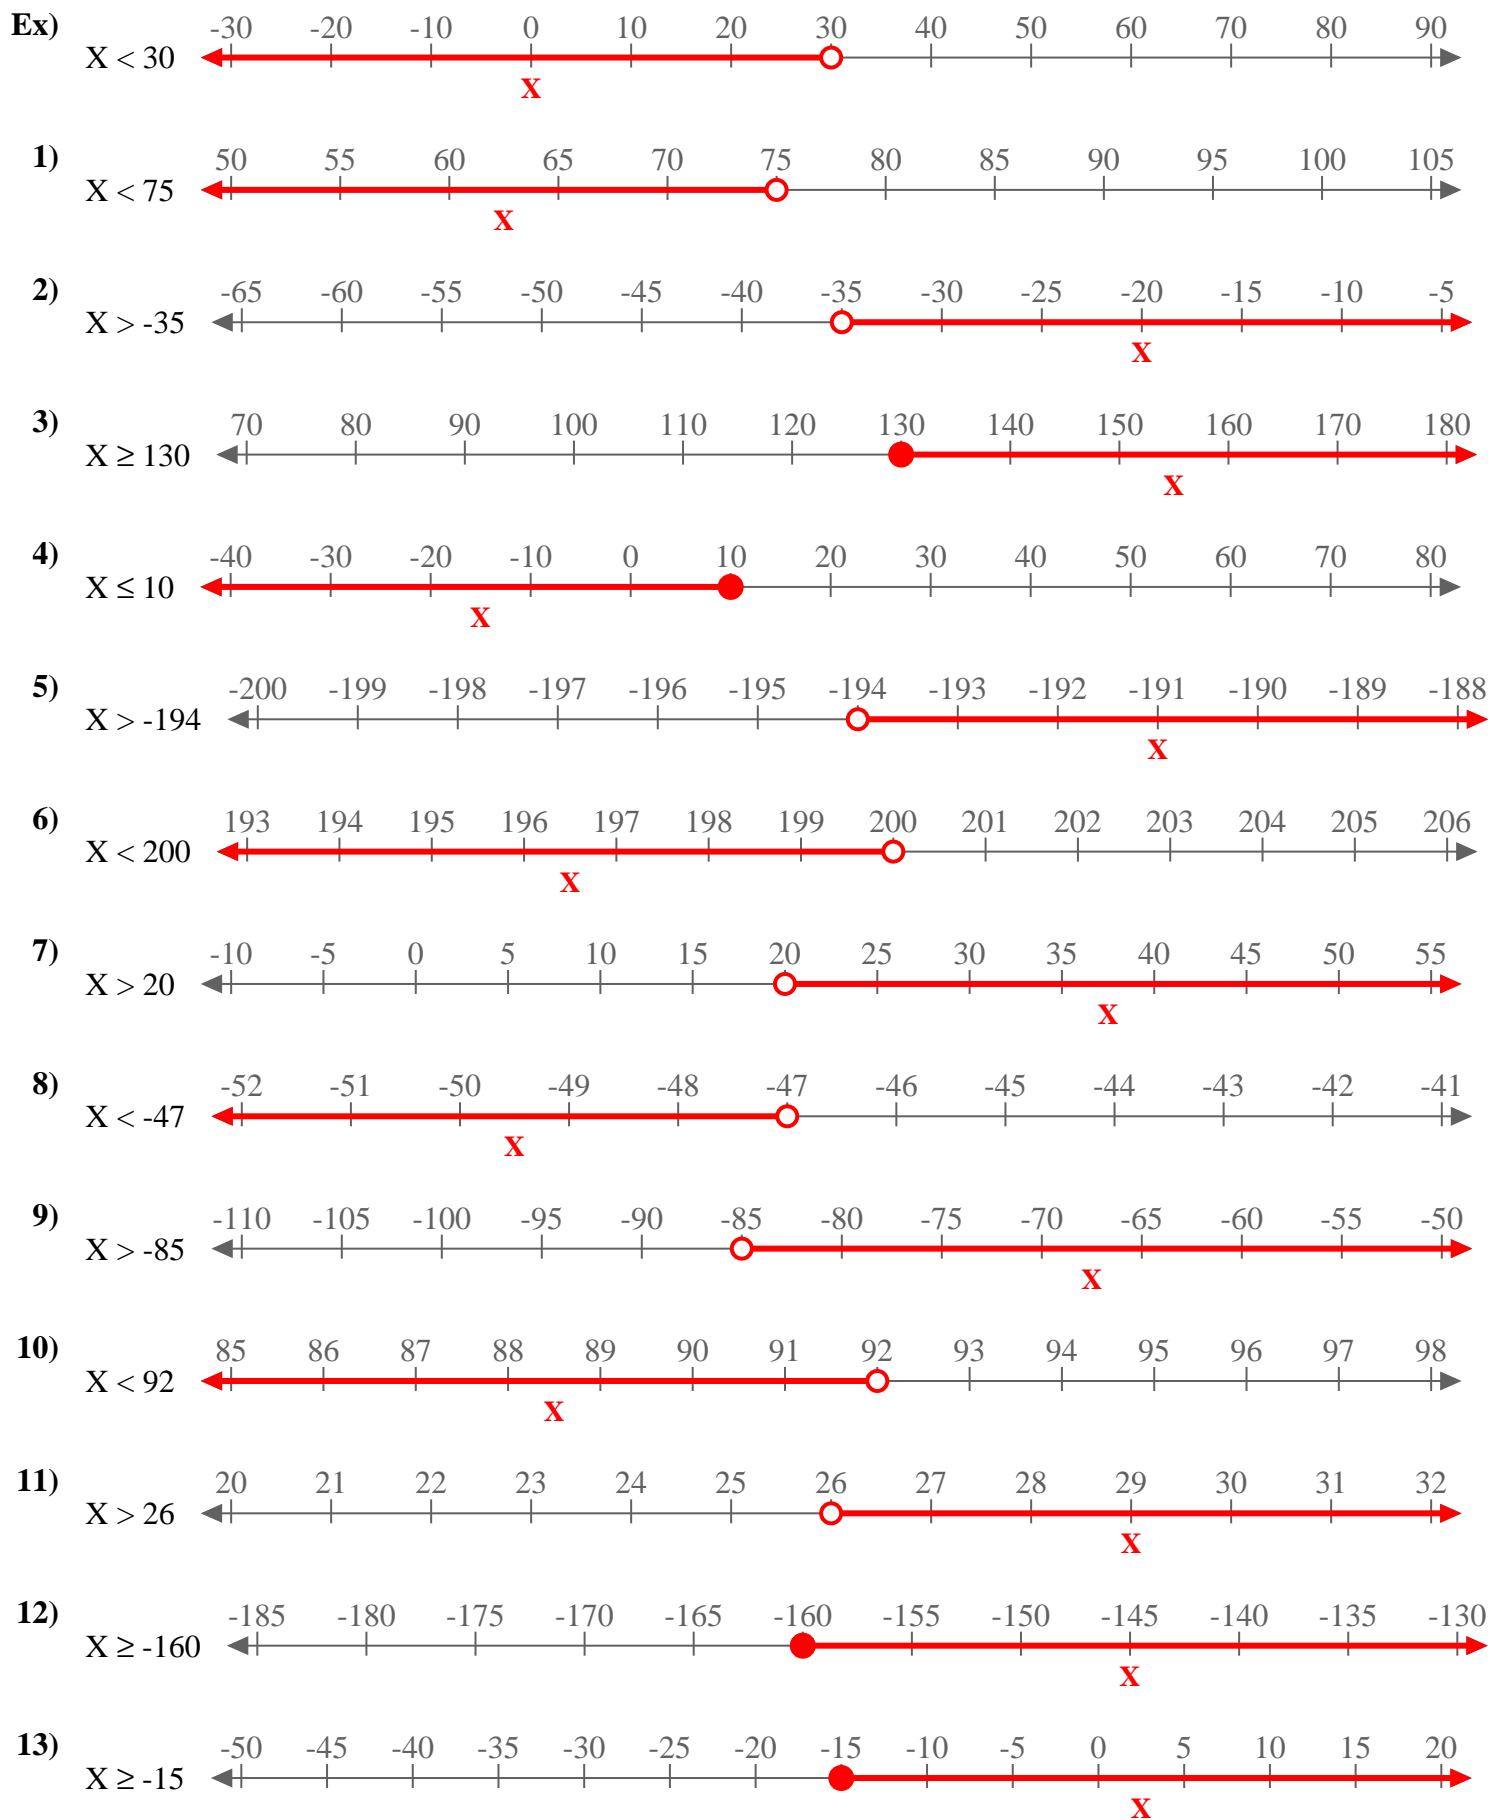 Ex) -30 -20 -10 0 10 20 30 40 50 60 70 80 90
X < 30
X
1) 50 55 60 65 70 75 80 85 90 95 100 105
X < 75
X
2) -65 -60 -55 -50 -45 -40 -35 -30 -25 -20 -15 -10 -5
X > -35
X
3) 70 80 90 100 110 120 130 140 150 160 170 180
X ≥ 130
X
4) -40 -30 -20 -10 0 10 20 30 40 50 60 70 80
X ≤ 10
X
5) -200 -199 -198 -197 -196 -195 -194 -193 -192 -191 -190 -189 -188
X > -194
X
6) 193 194 195 196 197 198 199 200 201 202 203 204 205 206
X < 200
X
7) -10 -5 0 5 10 15 20 25 30 35 40 45 50 55
X > 20
X
8) -52 -51 -50 -49 -48 -47 -46 -45 -44 -43 -42 -41
X < -47
X
9) -110 -105 -100 -95 -90 -85 -80 -75 -70 -65 -60 -55 -50
X > -85
X
10) 85 86 87 88 89 90 91 92 93 94 95 96 97 98
X < 92
X
11) 20 21 22 23 24 25 26 27 28 29 30 31 32
X > 26
X
12) -185 -180 -175 -170 -165 -160 -155 -150 -145 -140 -135 -130
X ≥ -160
X
13) -50 -45 -40 -35 -30 -25 -20 -15 -10 -5 0 5 10 15 20
X ≥ -15
X